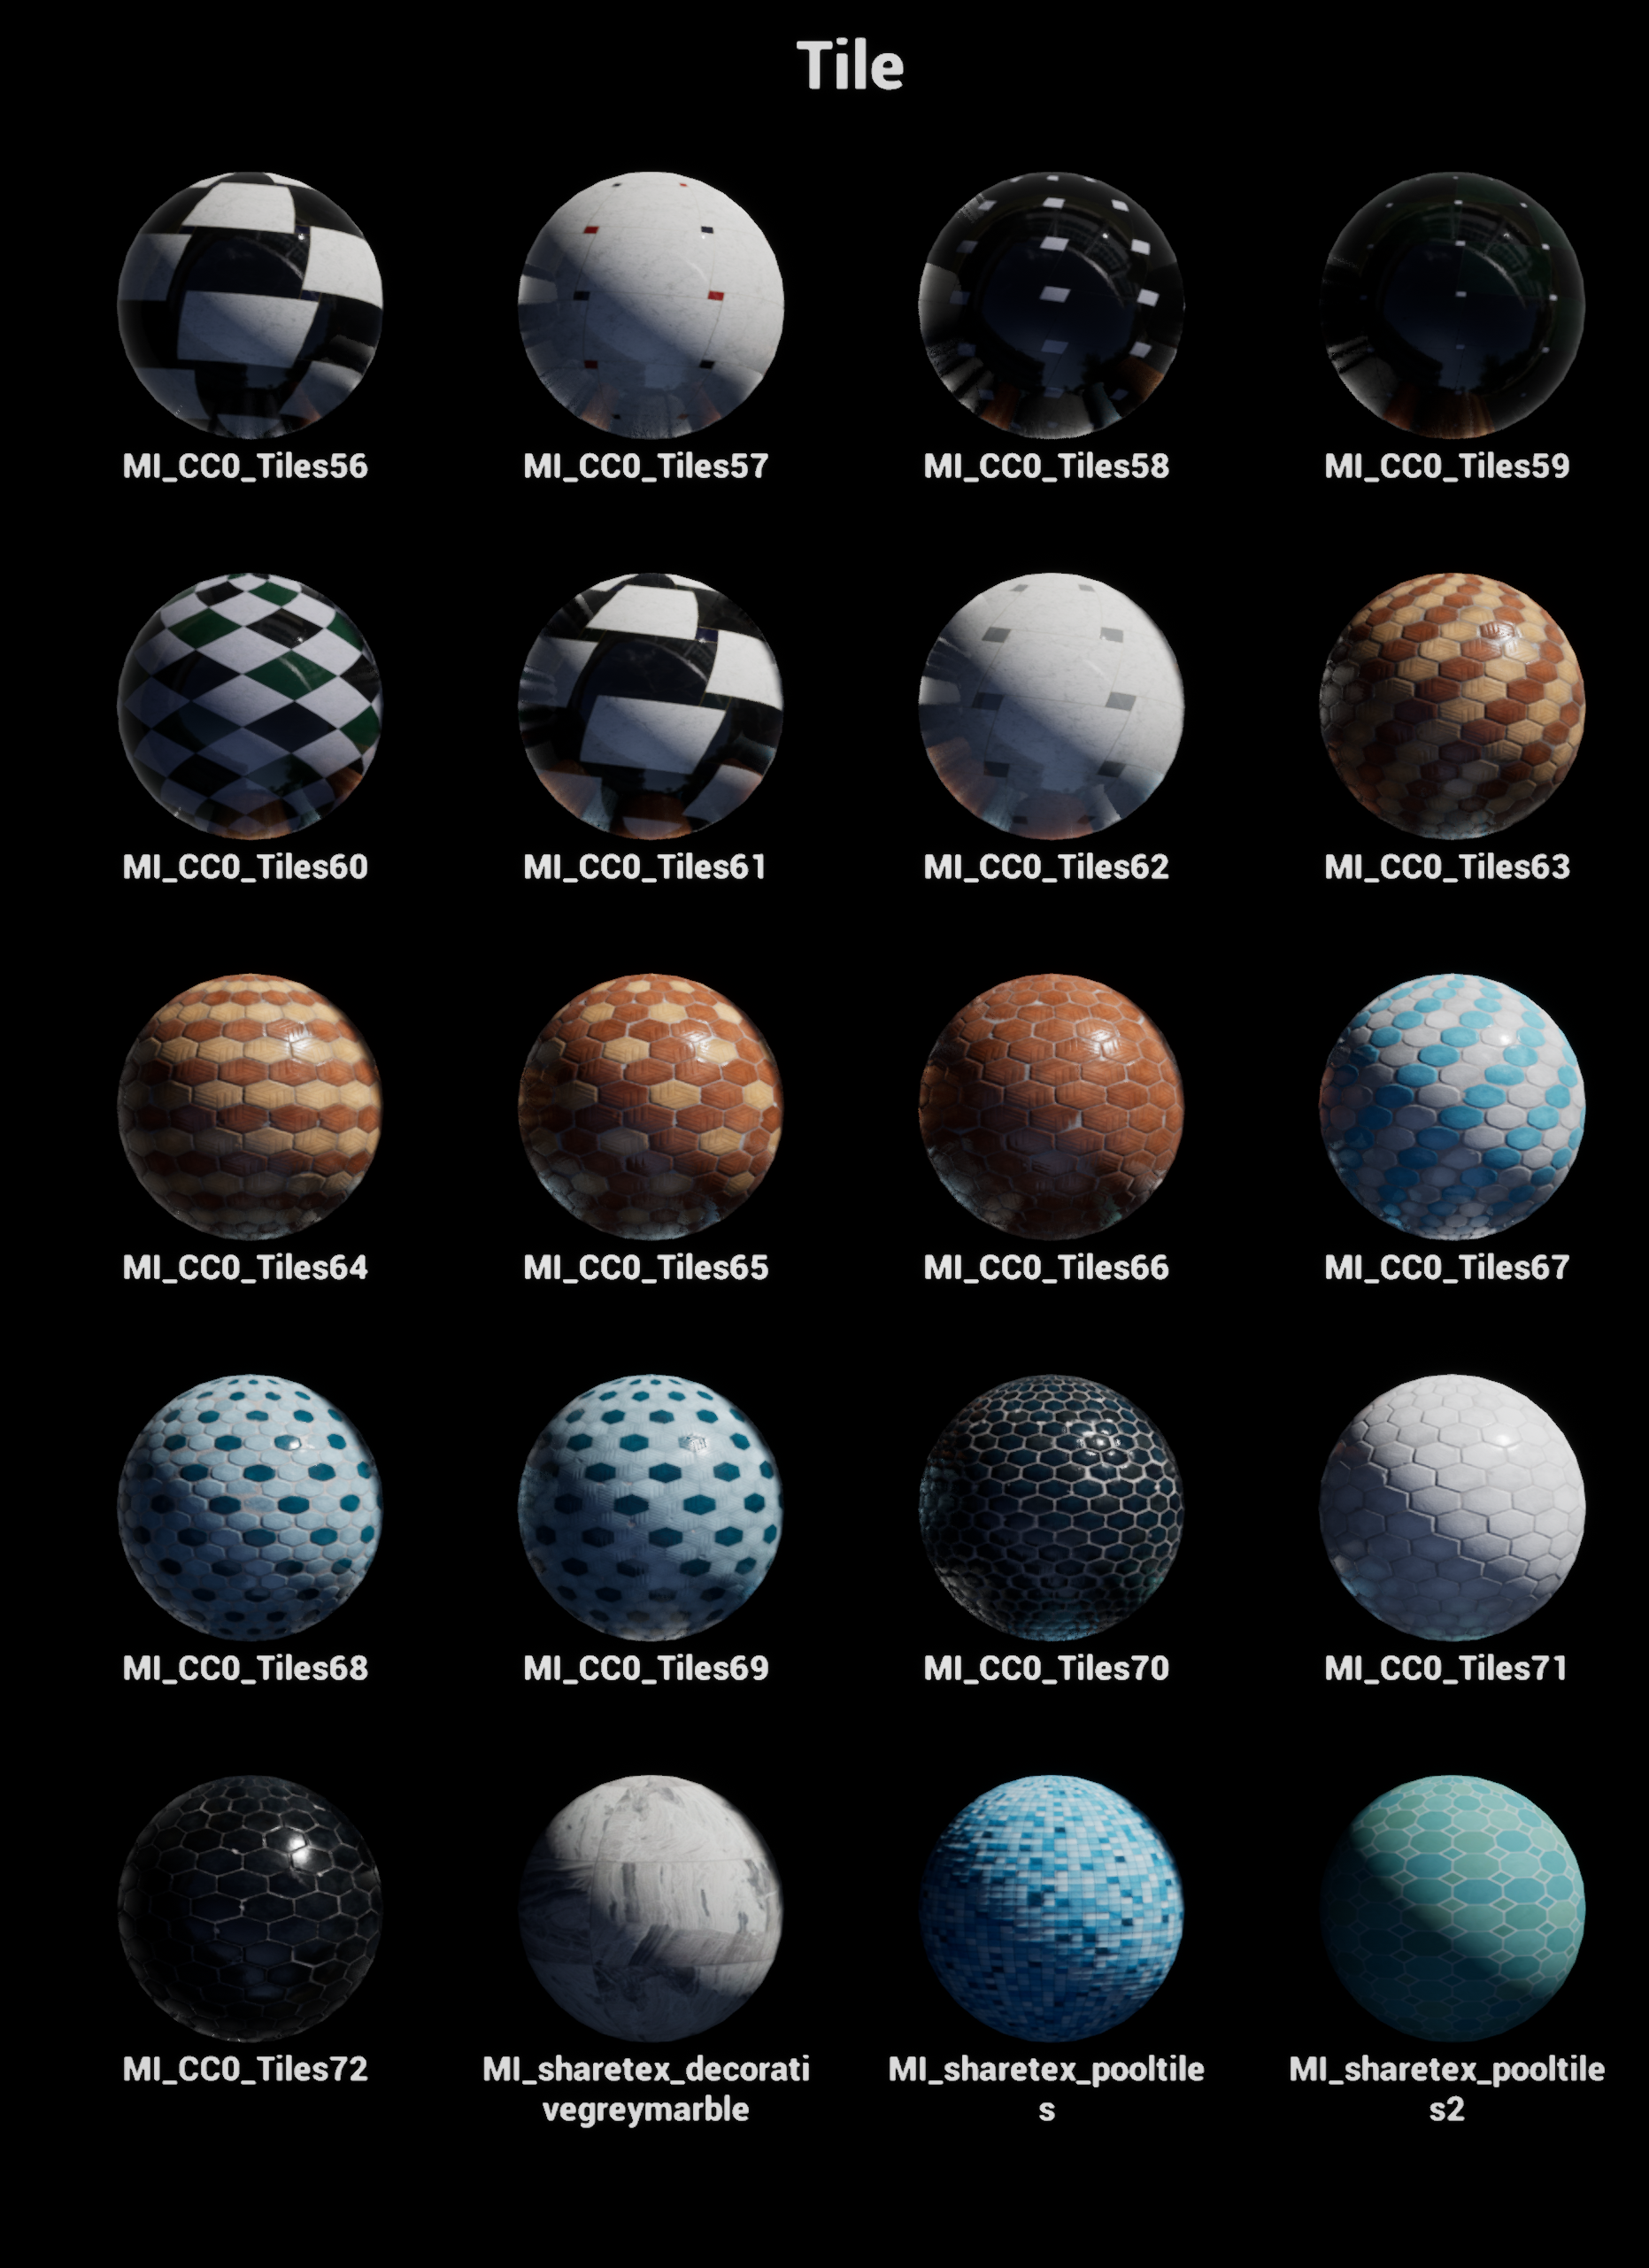 Tile
MI_CC0_Tiles56
MI_CC0_Tiles57
MI_CC0_Tiles58
MI_CC0_Tiles59
MI_CC0_Tiles60
MI_CC0_Tiles61
MI_CC0_Tiles62
MI_CC0_Tiles63
MI_CC0_Tiles64
MI_CC0_Tiles65
MI_CC0_Tiles66
MI_CC0_Tiles67
MI_CC0_Tiles68
MI_CC0_Tiles69
MI_CC0_Tiles70
MI_CC0_Tiles71
MI_CC0_Tiles72
MI_sharetex_decorati
vegreymarble
MI_sharetex_pooltile
s
MI_sharetex_pooltile
s2